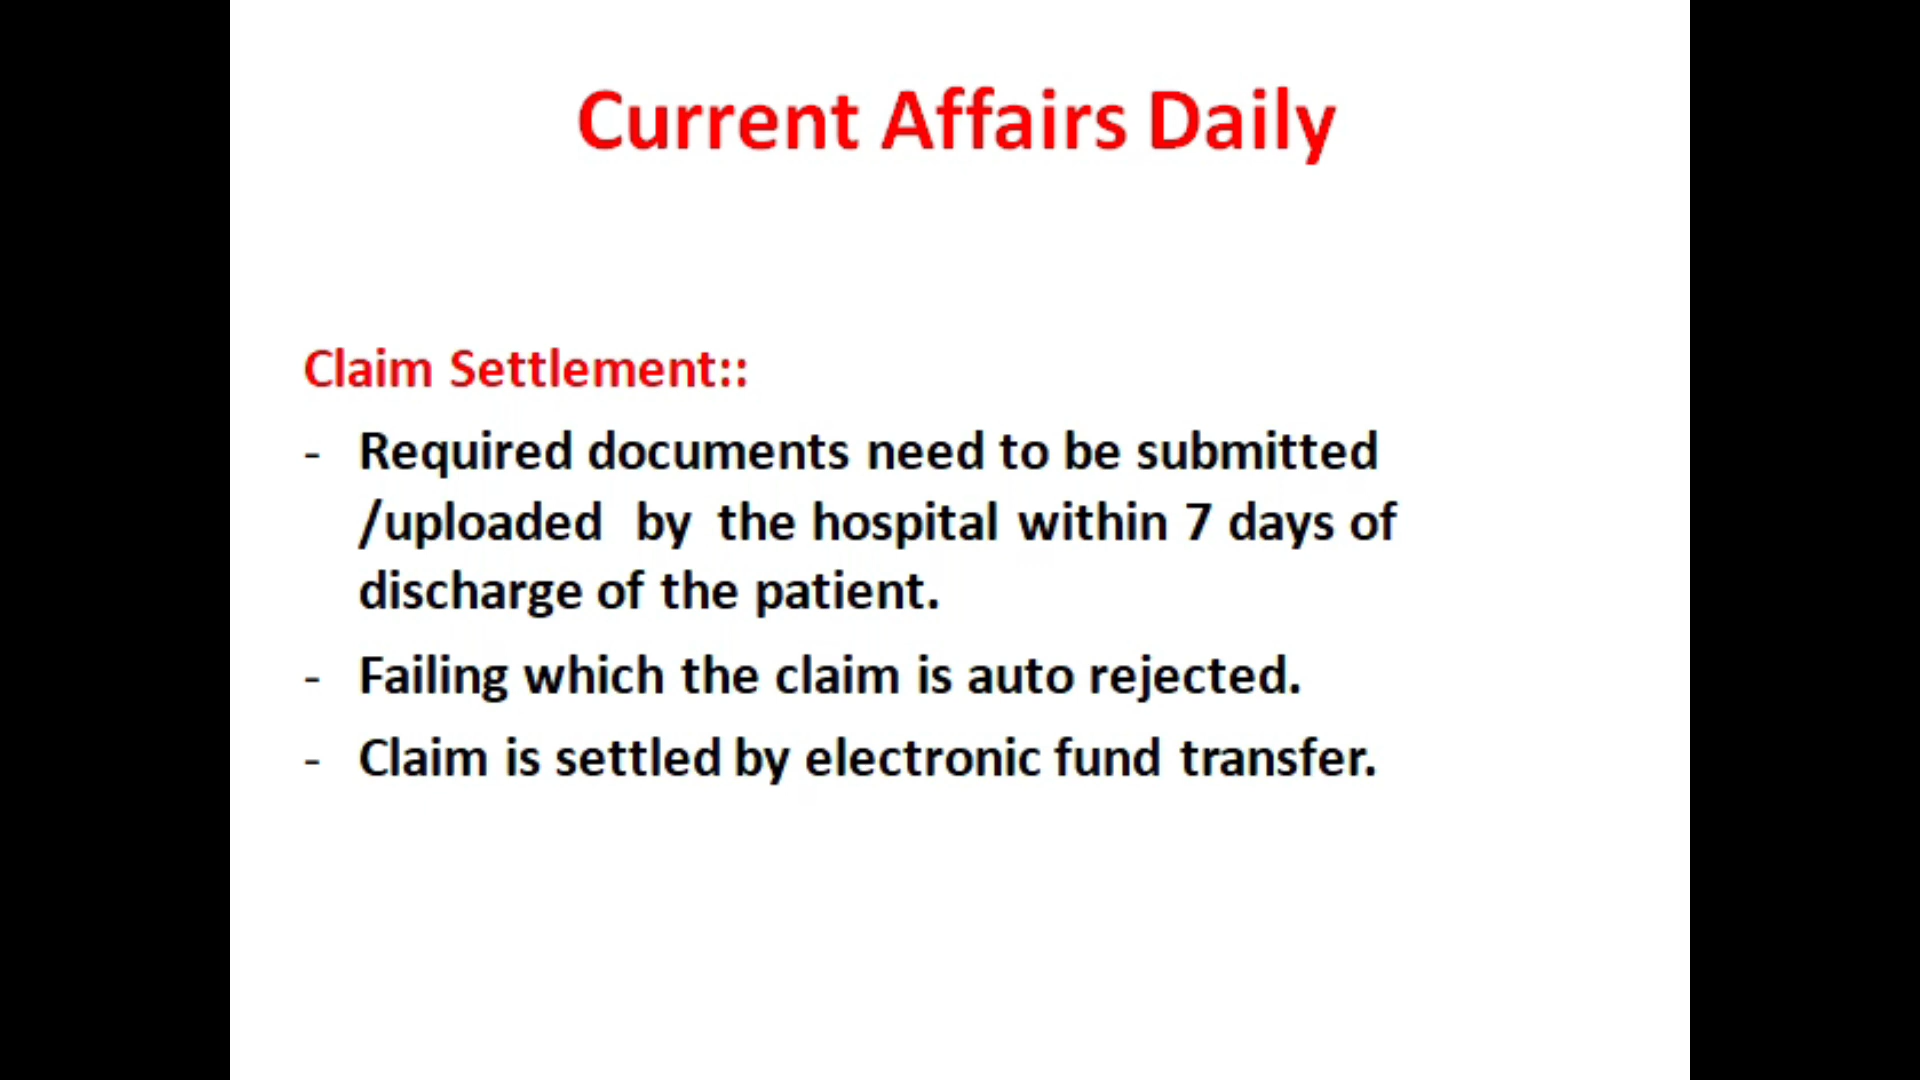 Current Affairs Daily
Claim Settlement::
- Required documents need to be submitted
/uploaded by the hospital within 7 days of
discharge of the patient.
- Failing which the claim is auto rejected.
- Claim is settled by electronic fund transfer.